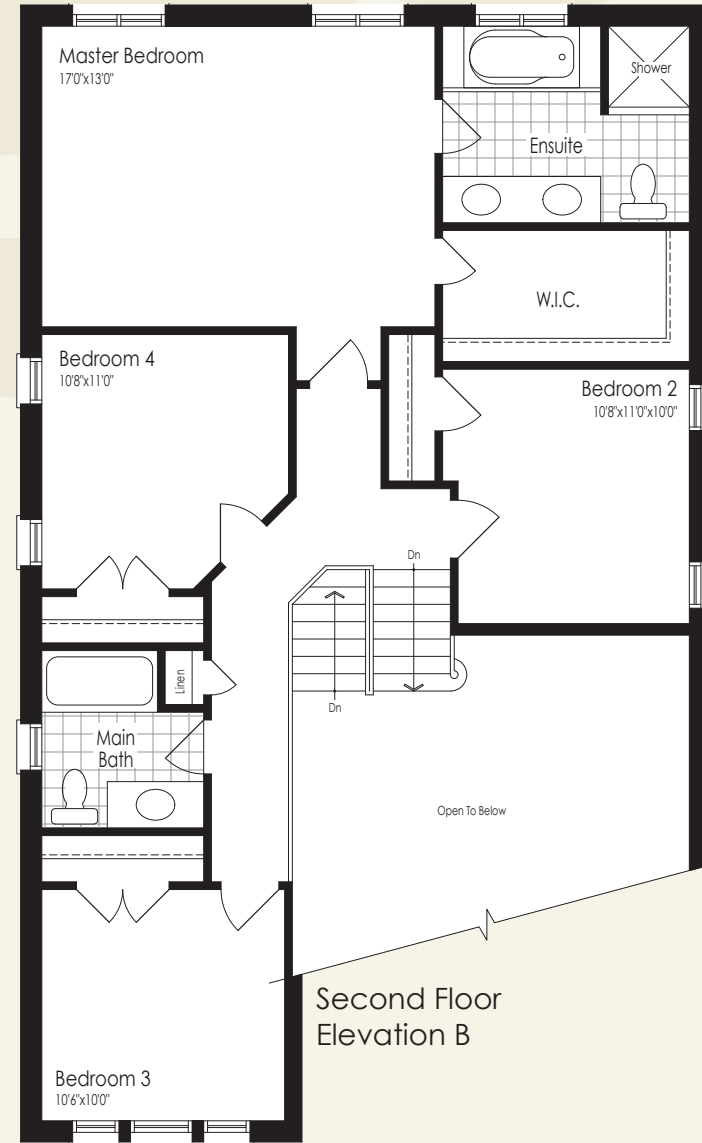 Master Bedroom
17'0"x13'0"
Shower
Ensuite
W.I.C.
Bedroom 4
10'8"x11'0"
Bedroom 2
10'8"x11'0"x10'0"
Dn
Linen
Dn
Main
Bath
Open To Below
Second Floor
Elevation B
Bedroom 3
10'6"x10'0"